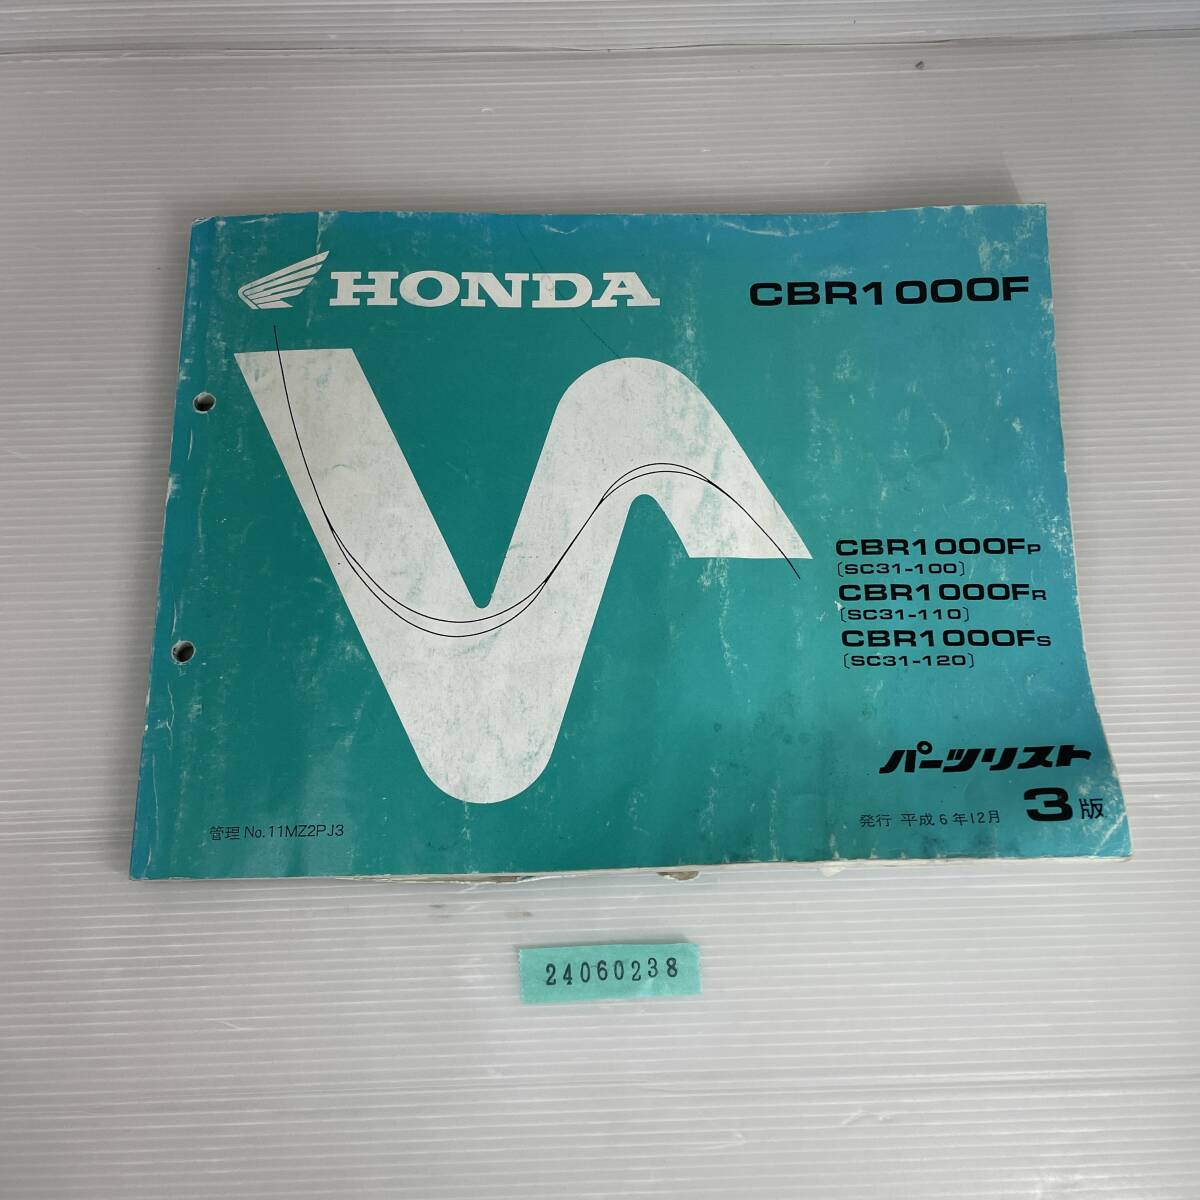 HONDA
CBR1000F
CBR1000FP
〔SC31-100〕
CBR1000FR
〔SC31-110〕
CBR1000FS
〔SC31-120〕
パーツリスト
管理 No.11MZ2PJ3
発行 平成6年12月 3版
24060238